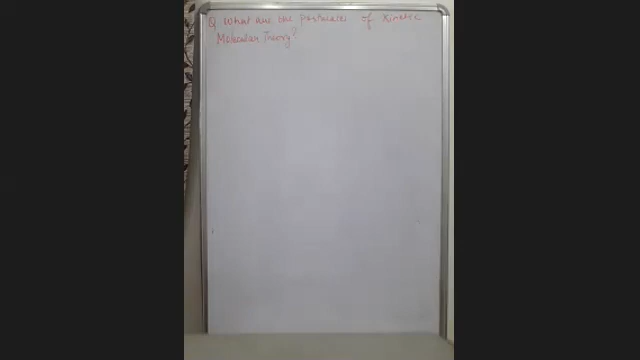 Q What are the postulates of Kinetic
Molecular Theory?